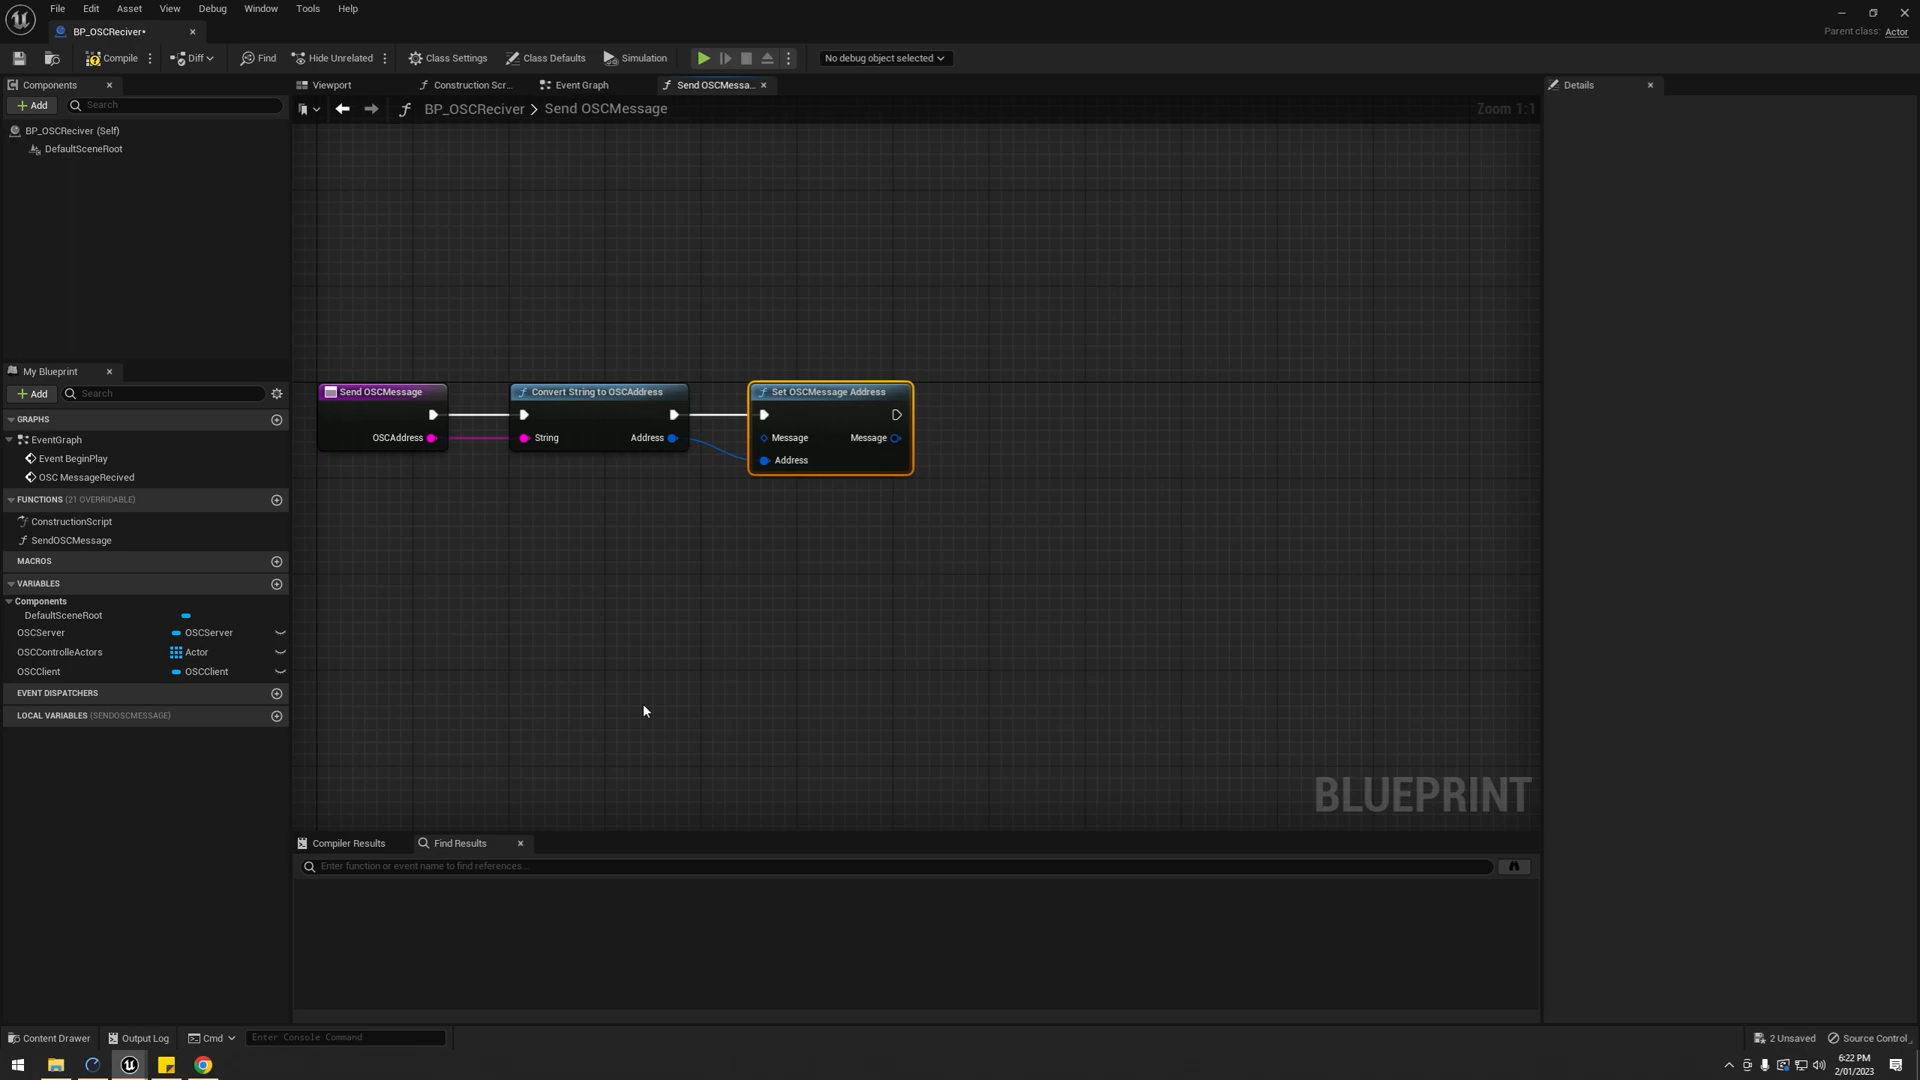 File Edit Asset View Debug Window Tools Help
BP_OSCReciver•
Parent class: Actor
Compile Diff Find Hide Unrelated Class Settings Class Defaults Simulation No debug object selected
Components
Viewport Construction Scr... Event Graph Send OSCMessa... Details
Add Search
BP_OSCReciver > Send OSCMessage Zoom 1:1
BP_OSCReciver (Self)
DefaultSceneRoot
My Blueprint
Add Search
GRAPHS
EventGraph
Event BeginPlay
OSC MessageRecived
FUNCTIONS (21 OVERRIDABLE)
ConstructionScript
SendOSCMessage
MACROS
VARIABLES
Components
DefaultSceneRoot
OSCServer OSCServer
OSCControlleActors Actor
OSCClient OSCClient
EVENT DISPATCHERS
LOCAL VARIABLES (SENDOSCMESSAGE)
Send OSCMessage
OSCAddress
Convert String to OSCAddress
String Address
Set OSCMessage Address
Message Message
Address
BLUEPRINT
Compiler Results Find Results
Enter function or event name to find references...
Content Drawer Output Log Cmd Enter Console Command 2 Unsaved Source Control
6:22 PM
2/01/2023